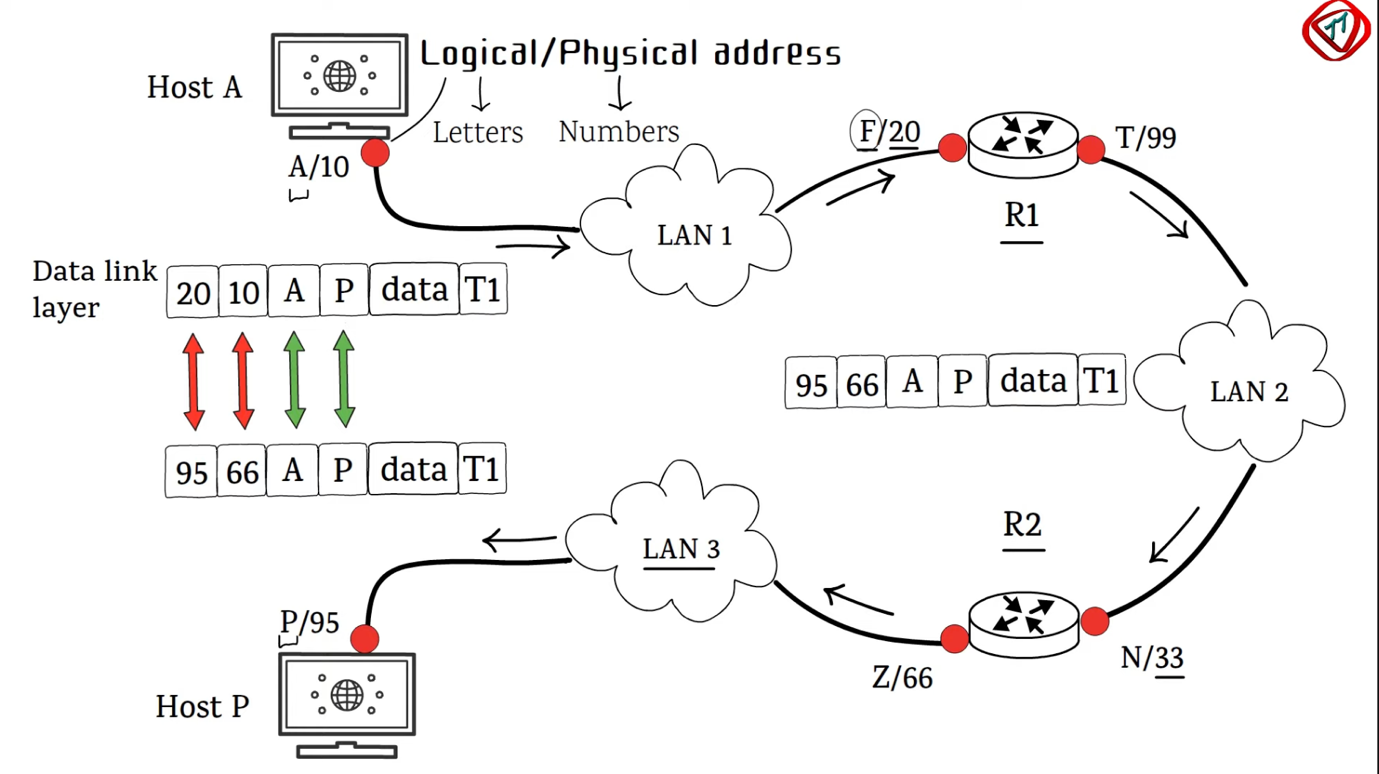 Logical/Physical address
Host A
Letters
Numbers
A/10
F/20
T/99
R1
LAN 1
Data link
layer
20 10 A P data T1
95 66 A P data T1
LAN 2
95 66 A P data T1
R2
LAN 3
P/95
N/33
Z/66
Host P